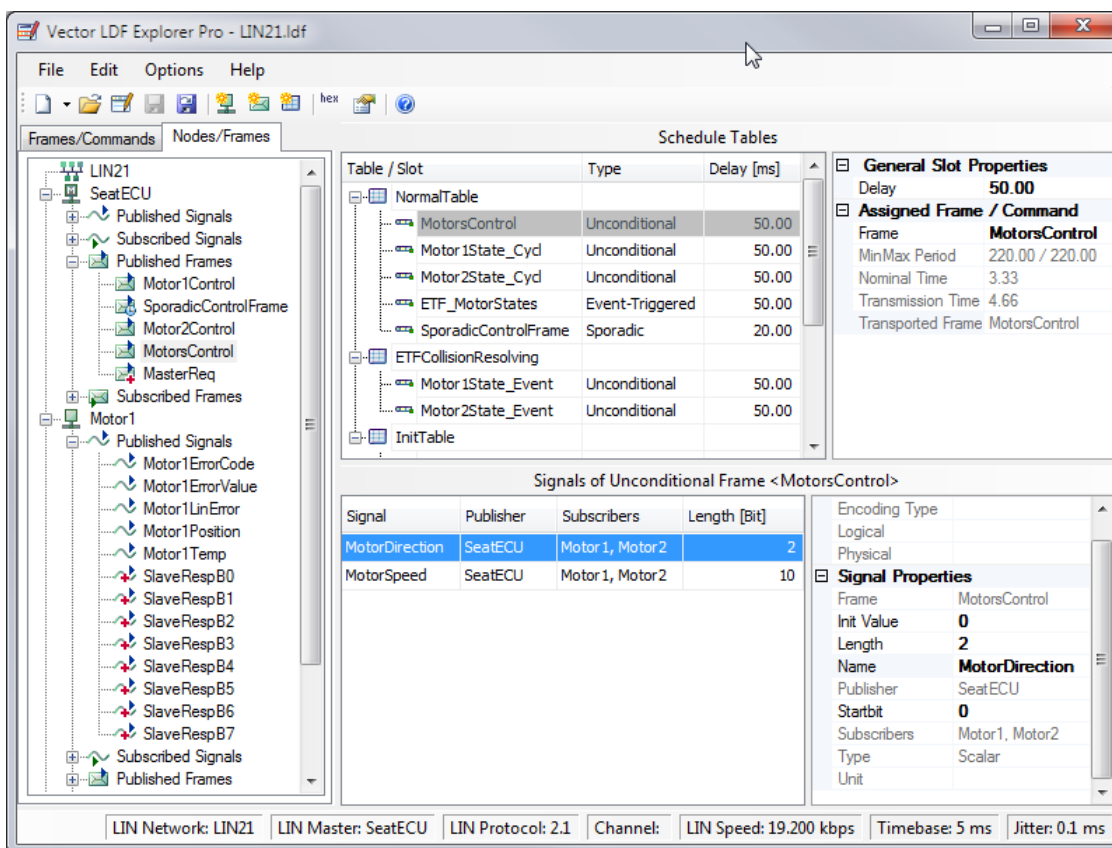 Vector LDF Explorer Pro - LIN21.ldf
File Edit Options Help
hex
Frames/Commands Nodes/Frames
LIN21
SeatECU
Published Signals
Subscribed Signals
Published Frames
Motor1Control
SporadicControlFrame
Motor2Control
MotorsControl
MasterReq
Subscribed Frames
Motor1
Published Signals
Motor1ErrorCode
Motor1ErrorValue
Motor1LinError
Motor1Position
Motor1Temp
SlaveRespB0
SlaveRespB1
SlaveRespB2
SlaveRespB3
SlaveRespB4
SlaveRespB5
SlaveRespB6
SlaveRespB7
Subscribed Signals
Published Frames
Schedule Tables
Table / Slot Type Delay [ms]
NormalTable
MotorsControl Unconditional 50.00
Motor1State_Cycl Unconditional 50.00
Motor2State_Cycl Unconditional 50.00
ETF_MotorStates Event-Triggered 50.00
SporadicControlFrame Sporadic 20.00
ETFCollisionResolving
Motor1State_Event Unconditional 50.00
Motor2State_Event Unconditional 50.00
InitTable
General Slot Properties
Delay 50.00
Assigned Frame / Command
Frame MotorsControl
MinMax Period 220.00 / 220.00
Nominal Time 3.33
Transmission Time 4.66
Transported Frame MotorsControl
Signals of Unconditional Frame <MotorsControl>
Signal Publisher Subscribers Length [Bit]
MotorDirection SeatECU Motor1, Motor2 2
MotorSpeed SeatECU Motor1, Motor2 10
Encoding Type
Logical
Physical
Signal Properties
Frame MotorsControl
Init Value 0
Length 2
Name MotorDirection
Publisher SeatECU
Startbit 0
Subscribers Motor1, Motor2
Type Scalar
Unit
LIN Network: LIN21 LIN Master: SeatECU LIN Protocol: 2.1 Channel: LIN Speed: 19.200 kbps Timebase: 5 ms Jitter: 0.1 ms